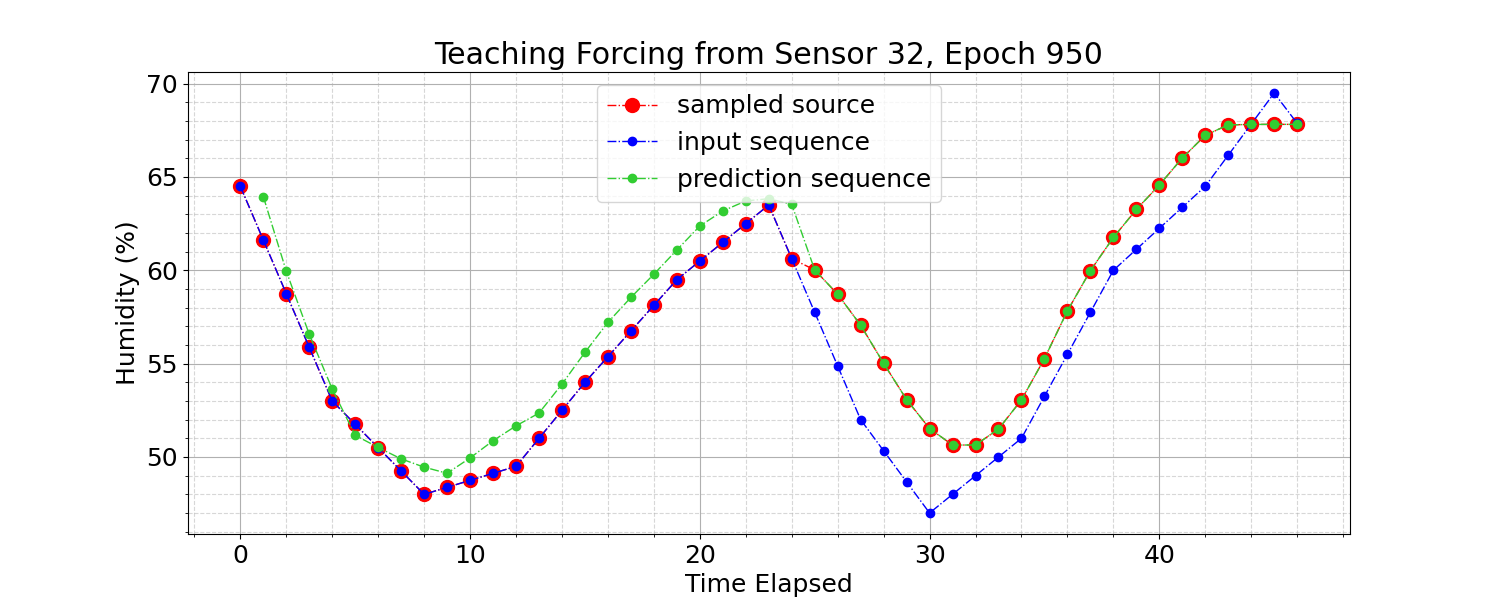 Teaching Forcing from Sensor 32, Epoch 950
sampled source
input sequence
prediction sequence
Humidity (%)
70
65
60
55
50
0 10 20 30 40
Time Elapsed